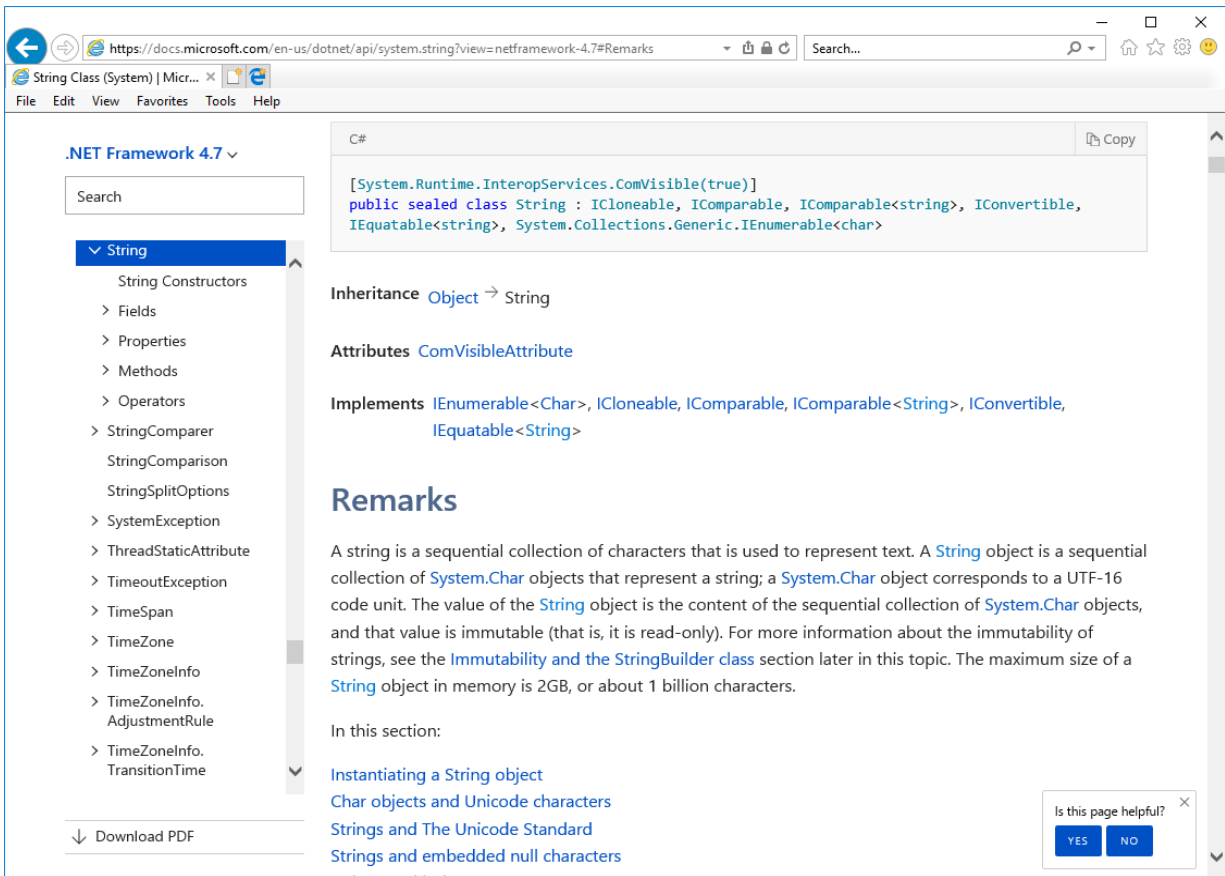 https://docs.microsoft.com/en-us/dotnet/api/system.string?view=netframework-4.7#Remarks
Search...
String Class (System) | Micr...
File Edit View Favorites Tools Help
.NET Framework 4.7
Search
String
String Constructors
Fields
Properties
Methods
Operators
StringComparer
StringComparison
StringSplitOptions
SystemException
ThreadStaticAttribute
TimeoutException
TimeSpan
TimeZone
TimeZoneInfo
TimeZoneInfo.
AdjustmentRule
TimeZoneInfo.
TransitionTime
Download PDF
C# Copy
[System.Runtime.InteropServices.ComVisible(true)]
public sealed class String : ICloneable, IComparable, IComparable<string>, IConvertible,
IEquatable<string>, System.Collections.Generic.IEnumerable<char>
Inheritance Object → String
Attributes ComVisibleAttribute
Implements IEnumerable<Char>, ICloneable, IComparable, IComparable<String>, IConvertible,
IEquatable<String>
Remarks
A string is a sequential collection of characters that is used to represent text. A String object is a sequential
collection of System.Char objects that represent a string; a System.Char object corresponds to a UTF-16
code unit. The value of the String object is the content of the sequential collection of System.Char objects,
and that value is immutable (that is, it is read-only). For more information about the immutability of
strings, see the Immutability and the StringBuilder class section later in this topic. The maximum size of a
String object in memory is 2GB, or about 1 billion characters.
In this section:
Instantiating a String object
Char objects and Unicode characters
Strings and The Unicode Standard
Strings and embedded null characters
Is this page helpful?
YES NO